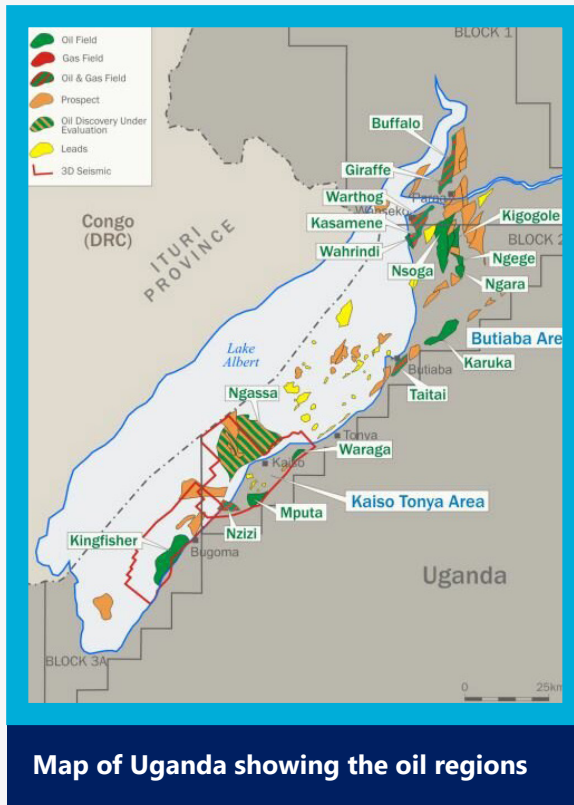 Oil Field
Gas Field
Oil & Gas Field
Prospect
Oil Discovery Under
Evaluation
Leads
3D Seismic
BLOCK 1
Buffalo
Giraffe
Warthog
Kasamene
Kigogole
Wahrindi
BLOCK 2
Nsoga
Ngege
Ngara
Congo
(DRC)
ITURI
PROVINCE
Butiaba Are
Lake
Albert
Karuka
Butiaba
Taitai
Ngassa
Tonya
Waraga
Kaiso
Kaiso Tonya Area
Mputa
Nzizi
Kingfisher
Bugoma
Uganda
BLOCK 3A
0
25km
Map of Uganda showing the oil regions